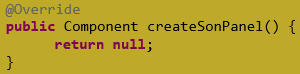 @Override
public Component createSonPanel() {
return null;
}